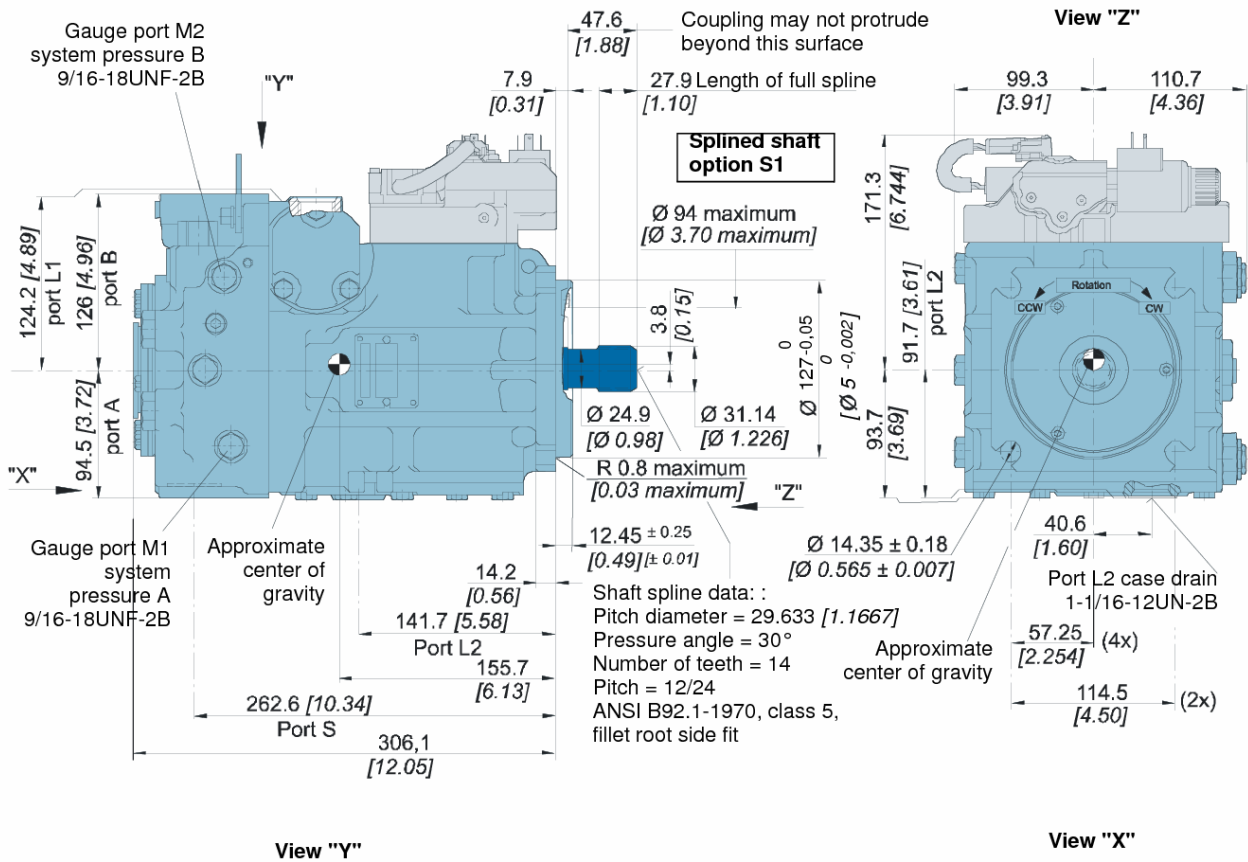 Gauge port M2
system pressure B
9/16-18UNF-2B
"Y"
47.6
[1.88]
Coupling may not protrude
beyond this surface
7.9
[0.31]
27.9 Length of full spline
[1.10]
Splined shaft
option S1
Ø 94 maximum
[Ø 3.70 maximum]
124.2 [4.89]
port L1
126 [4.96]
port B
94.5 [3.72]
port A
"X"
3.8
[0.15]
0
Ø 127-0,05
0
[Ø 5 -0,002]
Ø 24.9
[Ø 0.98]
Ø 31.14
[Ø 1.226]
R 0.8 maximum
[0.03 maximum]
"Z"
12.45 ± 0.25
[0.49] [± 0.01]
14.2
[0.56]
Gauge port M1
system
pressure A
9/16-18UNF-2B
Approximate
center of
gravity
141.7 [5.58]
Port L2
155.7
[6.13]
262.6 [10.34]
Port S
306,1
[12.05]
Shaft spline data: :
Pitch diameter = 29.633 [1.1667]
Pressure angle = 30°
Number of teeth = 14
Pitch = 12/24
ANSI B92.1-1970, class 5,
fillet root side fit
View "Z"
99.3
[3.91]
110.7
[4.36]
171.3
[6.744]
91.7 [3.61]
port L2
93.7
[3.69]
Rotation
CCW
CW
Ø 14.35 ± 0.18
[Ø 0.565 ± 0.007]
40.6
[1.60]
Port L2 case drain
1-1/16-12UN-2B
Approximate
center of gravity
57.25
[2.254]
(4x)
114.5
[4.50]
(2x)
View "Y"
View "X"